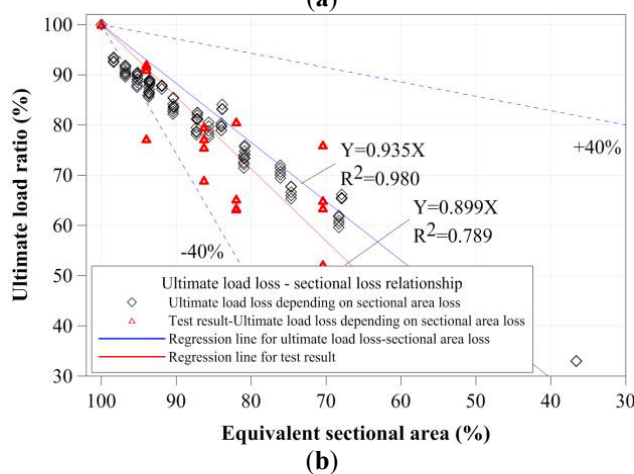 (a)
100
90
80
70
60
50
40
30
Ultimate load ratio (%)
+40%
Y=0.935X
R²=0.980
Y=0.899X
R²=0.789
-40%
Ultimate load loss - sectional loss relationship
Ultimate load loss depending on sectional area loss
Test result-Ultimate load loss depending on sectional area loss
Regression line for ultimate load loss-sectional area loss
Regression line for test result
100 90 80 70 60 50 40 30
Equivalent sectional area (%)
(b)